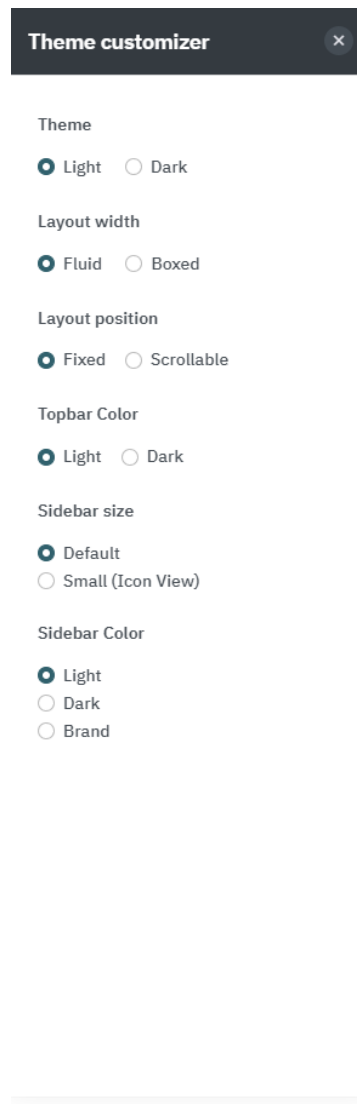 Theme customizer
Theme
Light Dark
Layout width
Fluid Boxed
Layout position
Fixed Scrollable
Topbar Color
Light Dark
Sidebar size
Default
Small (Icon View)
Sidebar Color
Light
Dark
Brand